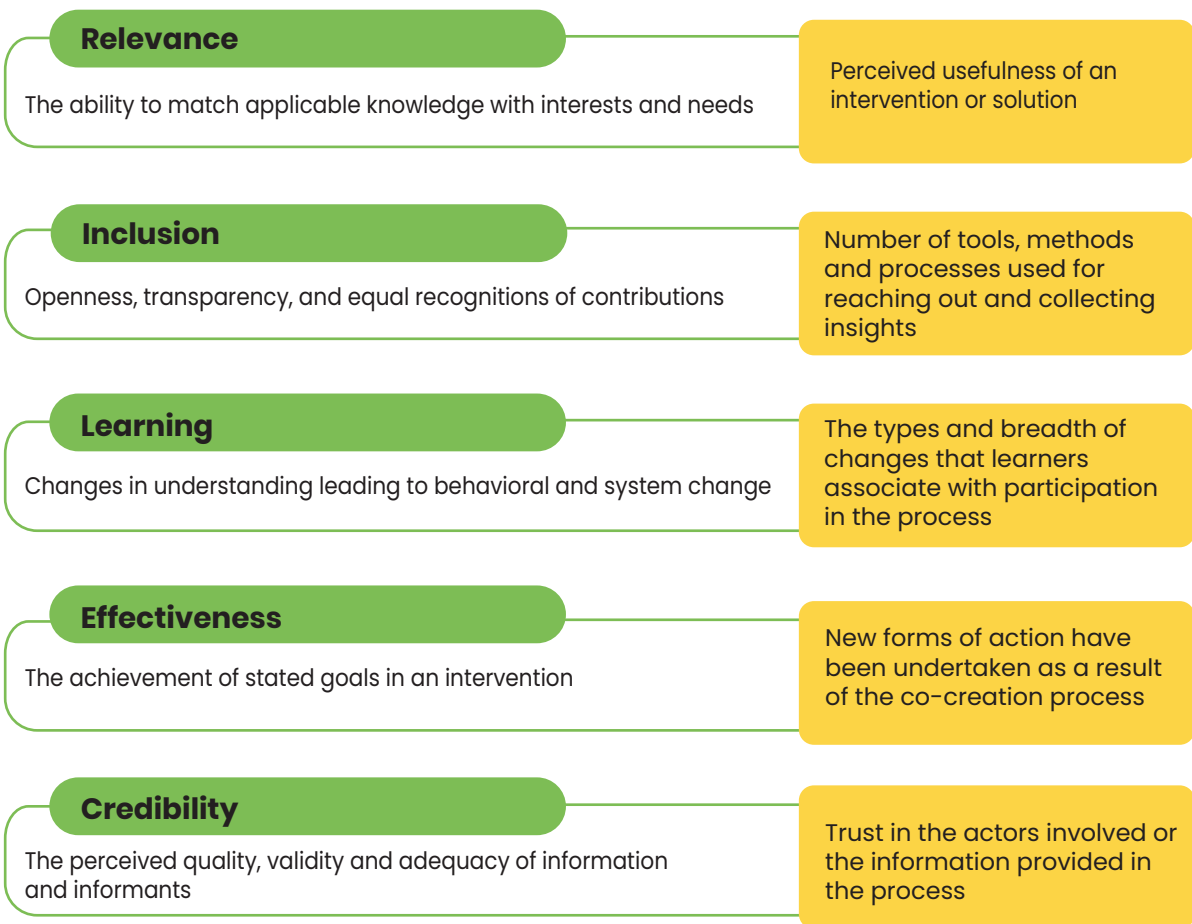 Relevance
The ability to match applicable knowledge with interests and needs
Perceived usefulness of an
intervention or solution
Inclusion
Openness, transparency, and equal recognitions of contributions
Number of tools, methods
and processes used for
reaching out and collecting
insights
Learning
Changes in understanding leading to behavioral and system change
The types and breadth of
changes that learners
associate with participation
in the process
Effectiveness
The achievement of stated goals in an intervention
New forms of action have
been undertaken as a result
of the co-creation process
Credibility
The perceived quality, validity and adequacy of information
and informants
Trust in the actors involved or
the information provided in
the process